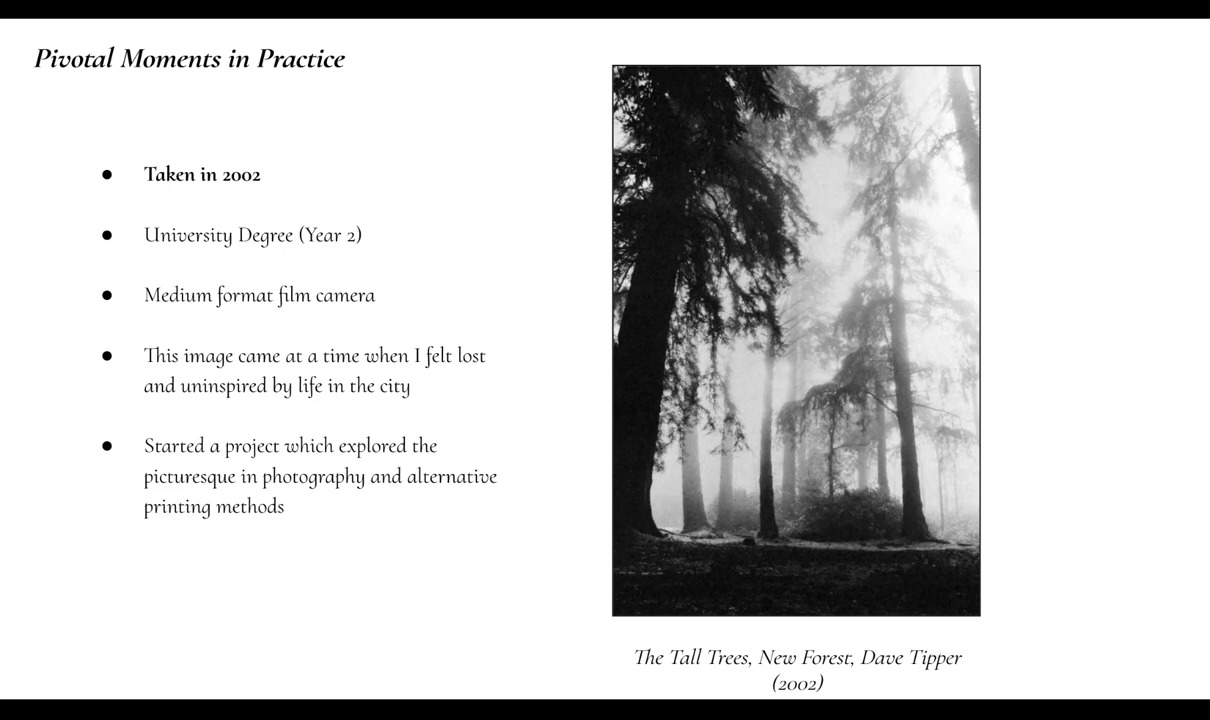 Pivotal Moments in Practice
● Taken in 2002
● University Degree (Year 2)
● Medium format film camera
● This image came at a time when I felt lost
and uninspired by life in the city
● Started a project which explored the
picturesque in photography and alternative
printing methods
The Tall Trees, New Forest, Dave Tipper
(2002)